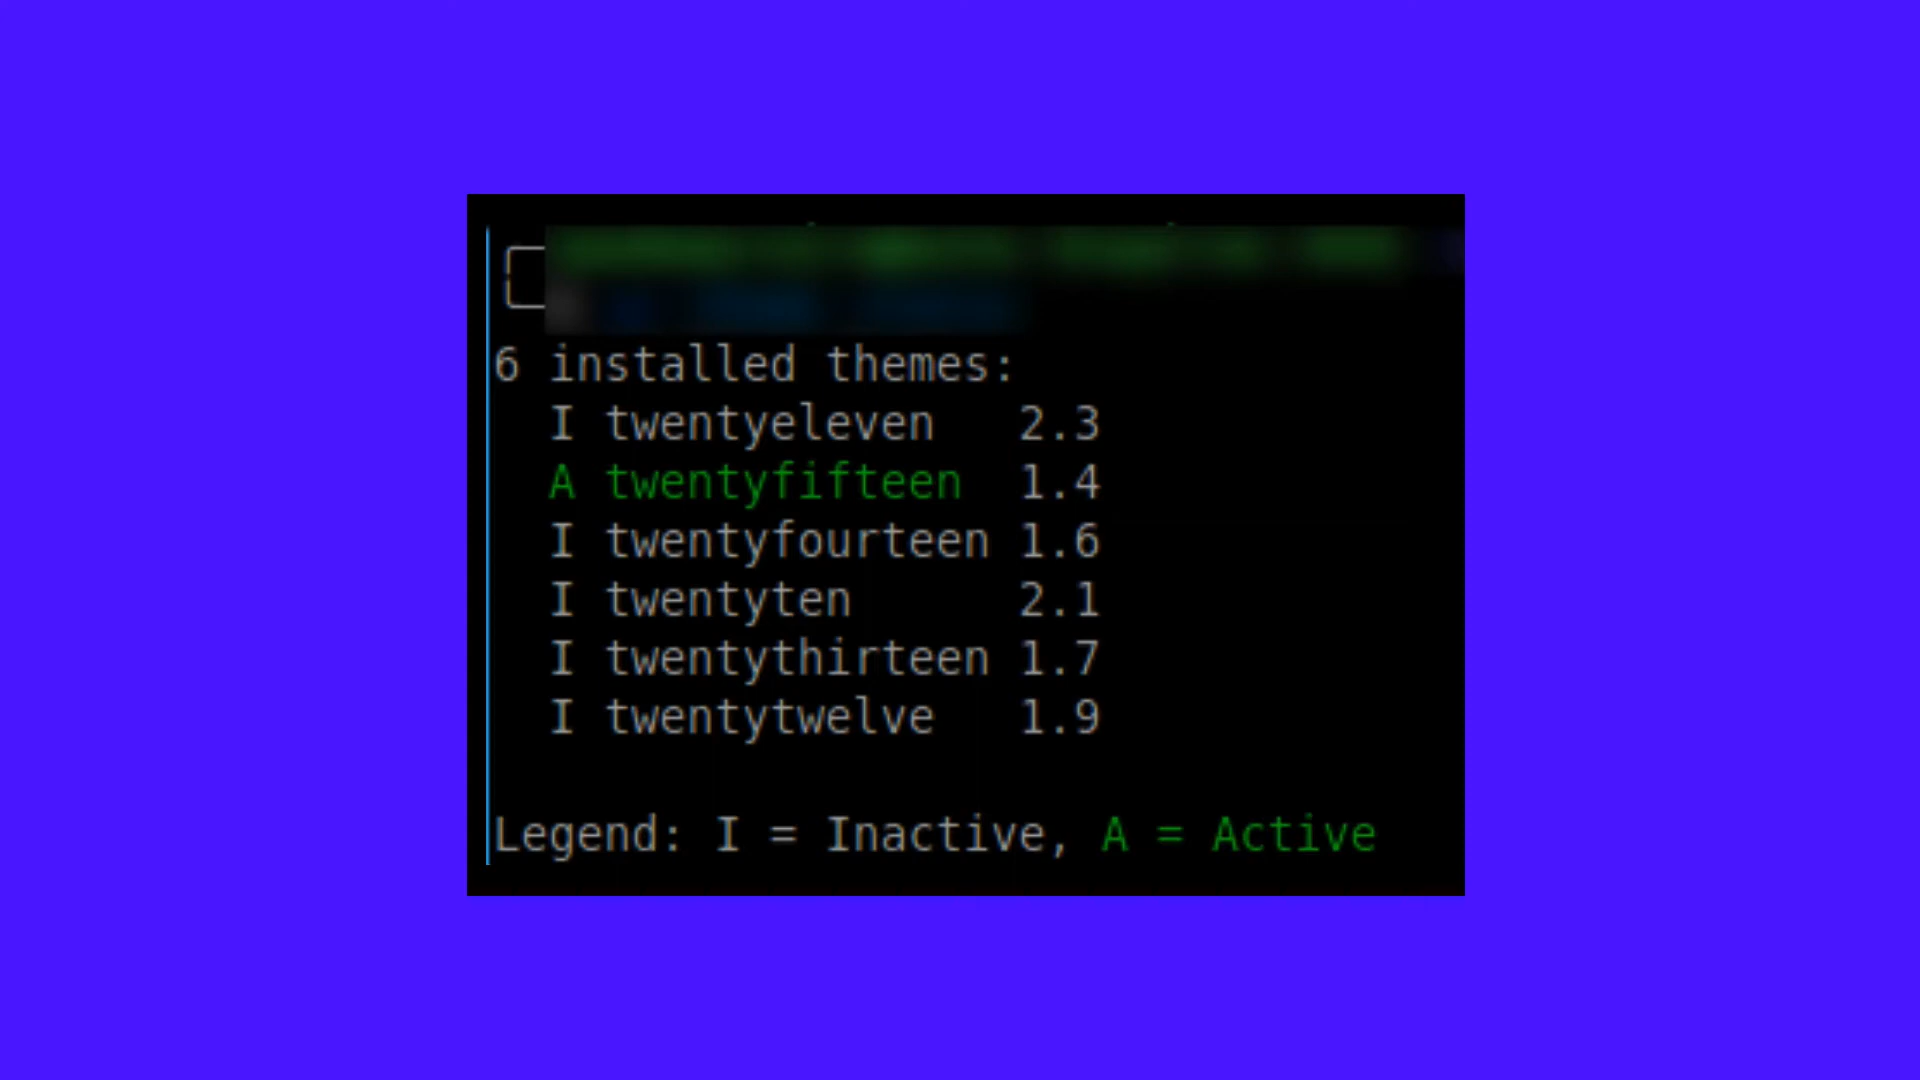 6 installed themes:
I twentyeleven 2.3
A twentyfifteen 1.4
I twentyfourteen 1.6
I twentyten 2.1
I twentythirteen 1.7
I twentytwelve 1.9
Legend: I = Inactive, A = Active